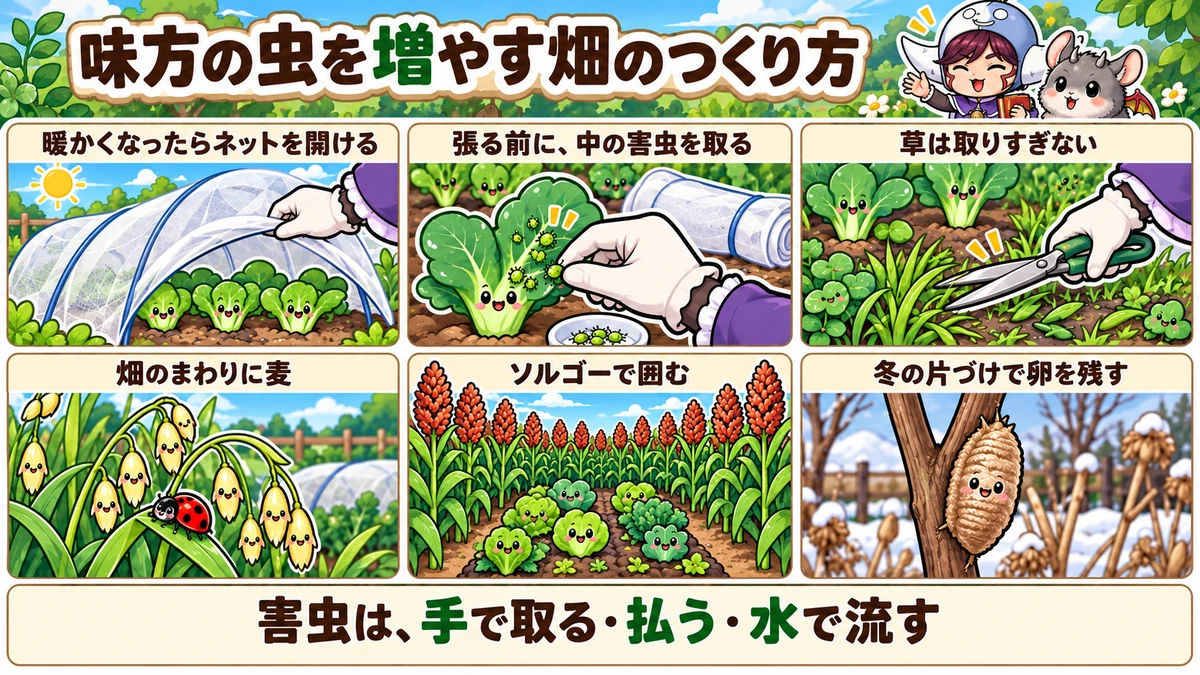 味方の虫を増やす畑のつくり方
暖かくなったらネットを開ける
張る前に、中の害虫を取る
草は取りすぎない
畑のまわりに麦
ソルゴーで囲む
冬の片づけで卵を残す
害虫は、手で取る・払う・水で流す